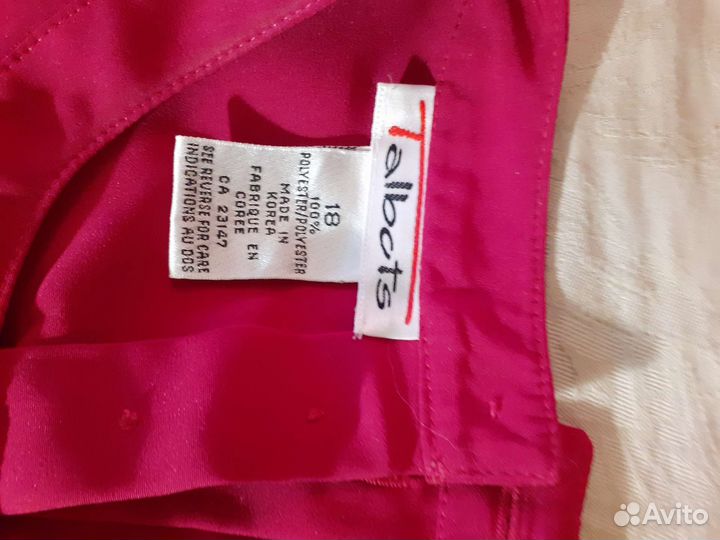 Talbots
18
100%
POLYESTER/POLYESTER
MADE IN
KOREA
FABRIQUE EN
COREE
CA 23147
SEE REVERSE FOR CARE
INDICATIONS AU DOS
Avito